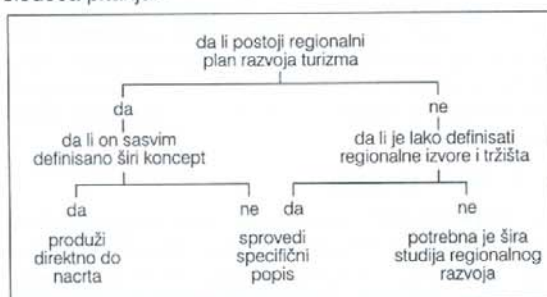 da li postoji regionalni
plan razvoja turizma
da
ne
da li on sasvim
definisano širi koncept
da li je lako definisati
regionalne izvore i tržišta
da
ne
da
ne
produži
direktno do
nacrta
sprovedi
specifični
popis
potrebna je šira
studija regionalnog
razvoja